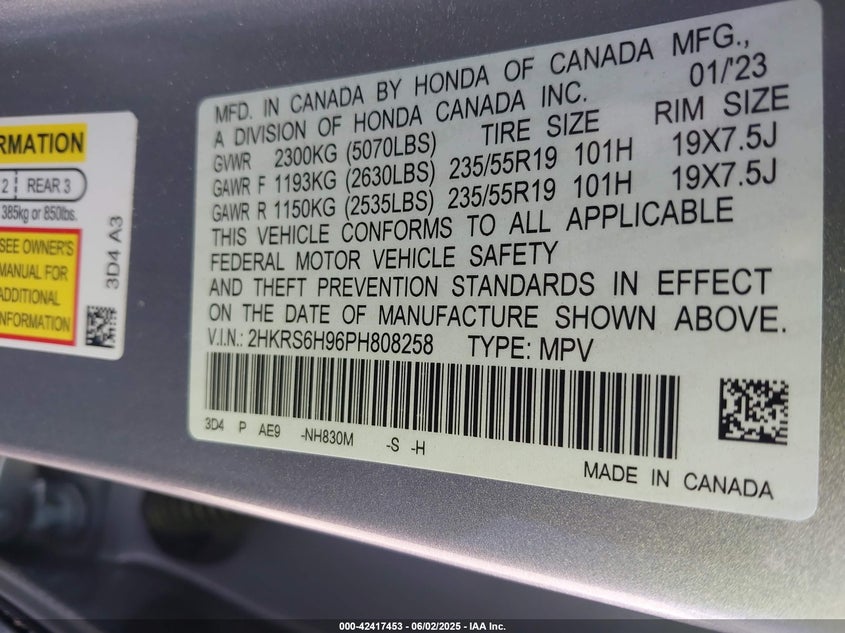 RMATION
2 REAR 3
385kg or 850lbs.
SEE OWNER'S
MANUAL FOR
ADDITIONAL
INFORMATION
3D4 A3
MFD. IN CANADA BY HONDA OF CANADA MFG.,
A DIVISION OF HONDA CANADA INC. 01/'23
GVWR 2300KG (5070LBS) TIRE SIZE RIM SIZE
GAWR F 1193KG (2630LBS) 235/55R19 101H 19X7.5J
GAWR R 1150KG (2535LBS) 235/55R19 101H 19X7.5J
THIS VEHICLE CONFORMS TO ALL APPLICABLE
FEDERAL MOTOR VEHICLE SAFETY
AND THEFT PREVENTION STANDARDS IN EFFECT
ON THE DATE OF MANUFACTURE SHOWN ABOVE.
V.I.N.: 2HKRS6H96PH808258 TYPE: MPV
3D4 P AE9 -NH830M -S -H
MADE IN CANADA
000-42417453 - 06/02/2025 - IAA Inc.